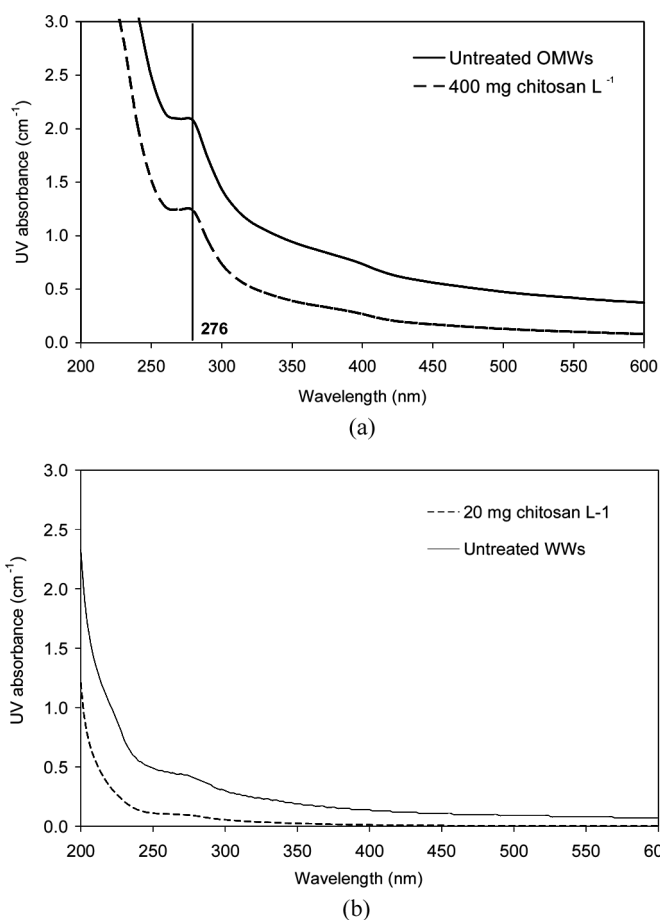 3.0
2.5
2.0
1.5
1.0
0.5
0.0
UV absorbance (cm⁻¹)
Untreated OMWs
400 mg chitosan L ⁻¹
276
200 250 300 350 400 450 500 550 600
Wavelength (nm)
(a)
3.0
2.5
2.0
1.5
1.0
0.5
0.0
UV absorbance (cm⁻¹)
20 mg chitosan L-1
Untreated WWs
200 250 300 350 400 450 500 550 60
Wavelength (nm)
(b)